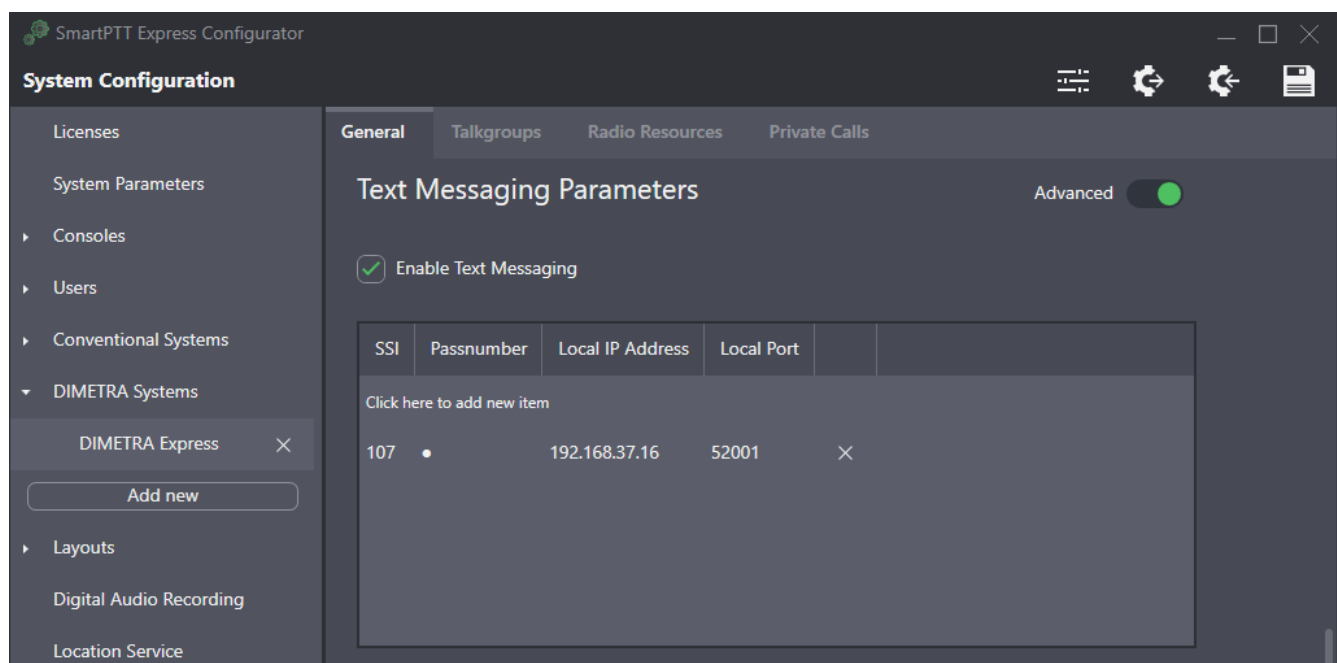 SmartPTT Express Configurator
System Configuration
Licenses
System Parameters
Consoles
Users
Conventional Systems
DIMETRA Systems
DIMETRA Express
Add new
Layouts
Digital Audio Recording
Location Service
General Talkgroups Radio Resources Private Calls
Text Messaging Parameters
Advanced
Enable Text Messaging
SSI Passnumber Local IP Address Local Port
Click here to add new item
107 ● 192.168.37.16 52001